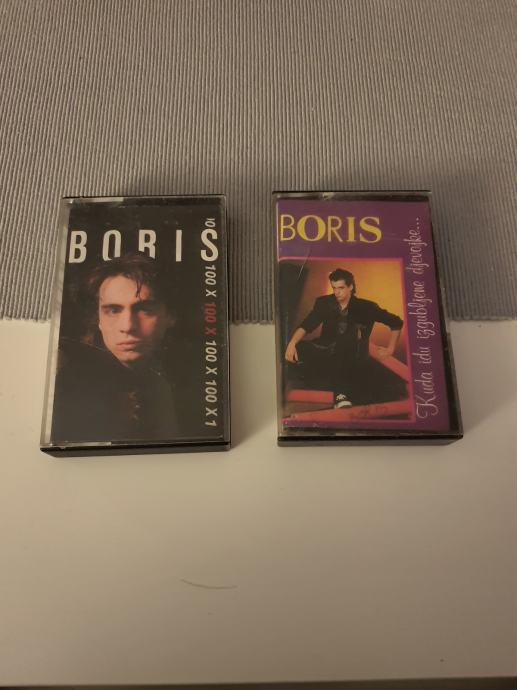 BORIS
100 X 100 X 100 X 100 X 1
BORIS
Kuda idu izgubljene djevojke...